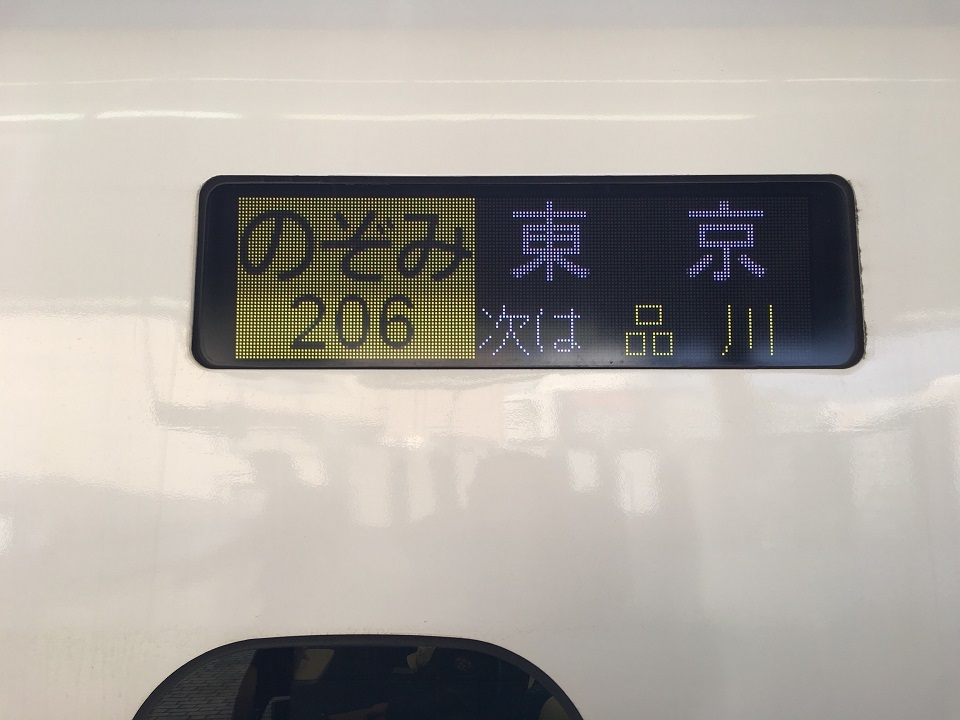 のぞみ 東京
206 次は 品川